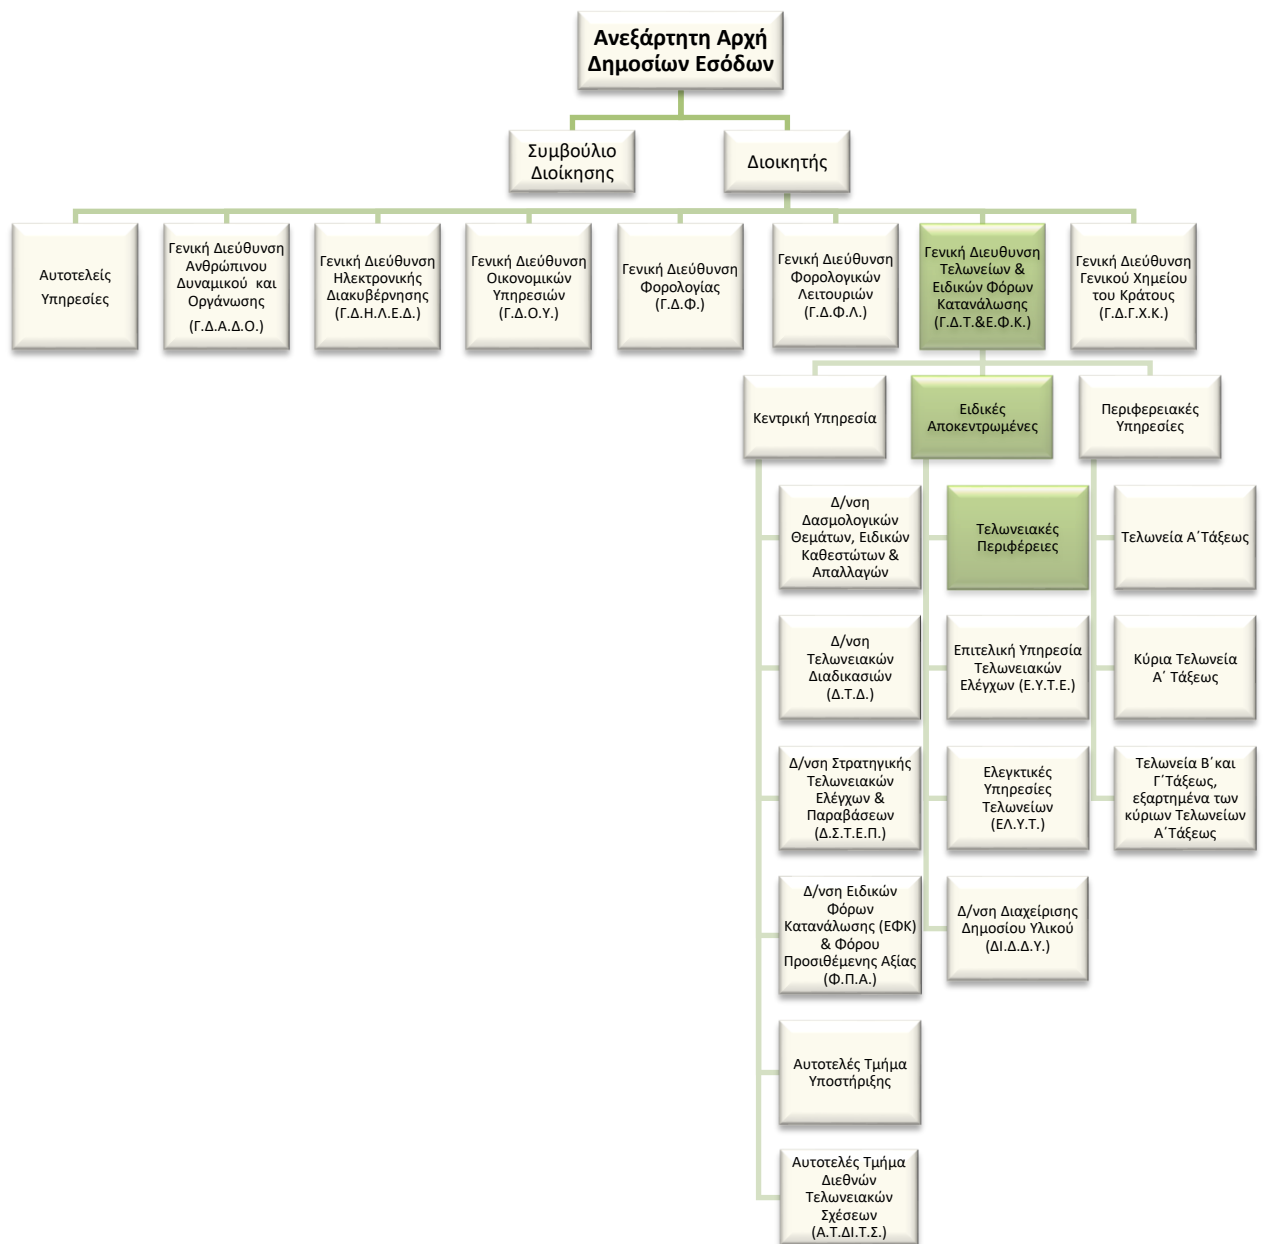 Ανεξάρτητη Αρχή
Δημοσίων Εσόδων
Συμβούλιο
Διοίκησης
Διοικητής
Αυτοτελείς
Υπηρεσίες
Γενική Διεύθυνση
Ανθρώπινου
Δυναμικού και
Οργάνωσης
(Γ.Δ.Α.Δ.Ο.)
Γενική Διεύθυνση
Ηλεκτρονικής
Διακυβέρνησης
(Γ.Δ.Η.Λ.Ε.Δ.)
Γενική Διεύθυνση
Οικονομικών
Υπηρεσιών
(Γ.Δ.Ο.Υ.)
Γενική Διεύθυνση
Φορολογίας
(Γ.Δ.Φ.)
Γενική Διεύθυνση
Φορολογικών
Λειτουριών
(Γ.Δ.Φ.Λ.)
Γενική Διευθυνση
Τελωνείων &
Ειδικών Φόρων
Κατανάλωσης
(Γ.Δ.Τ.&Ε.Φ.Κ.)
Γενική Διεύθυνση
Γενικού Χημείου
του Κράτους
(Γ.Δ.Γ.Χ.Κ.)
Κεντρική Υπηρεσία
Ειδικές
Αποκεντρωμένες
Περιφερειακές
Υπηρεσίες
Δ/νση
Δασμολογικών
Θεμάτων, Ειδικών
Καθεστώτων &
Απαλλαγών
Τελωνειακές
Περιφέρειες
Τελωνεία Α΄Τάξεως
Δ/νση
Τελωνειακών
Διαδικασιών
(Δ.Τ.Δ.)
Επιτελική Υπηρεσία
Τελωνειακών
Ελέγχων (Ε.Υ.Τ.Ε.)
Κύρια Τελωνεία
Α΄ Τάξεως
Δ/νση Στρατηγικής
Τελωνειακών
Ελέγχων &
Παραβάσεων
(Δ.Σ.Τ.Ε.Π.)
Ελεγκτικές
Υπηρεσίες
Τελωνείων
(ΕΛ.Υ.Τ.)
Τελωνεία Β΄και
Γ΄Τάξεως,
εξαρτημένα των
κύριων Τελωνείων
Α΄Τάξεως
Δ/νση Ειδικών
Φόρων
Κατανάλωσης (ΕΦΚ)
& Φόρου
Προσιθέμενης Αξίας
(Φ.Π.Α.)
Δ/νση Διαχείρισης
Δημοσίου Υλικού
(ΔΙ.Δ.Δ.Υ.)
Αυτοτελές Τμήμα
Υποστήριξης
Αυτοτελές Τμήμα
Διεθνών
Τελωνειακών
Σχέσεων
(Α.Τ.ΔΙ.Τ.Σ.)